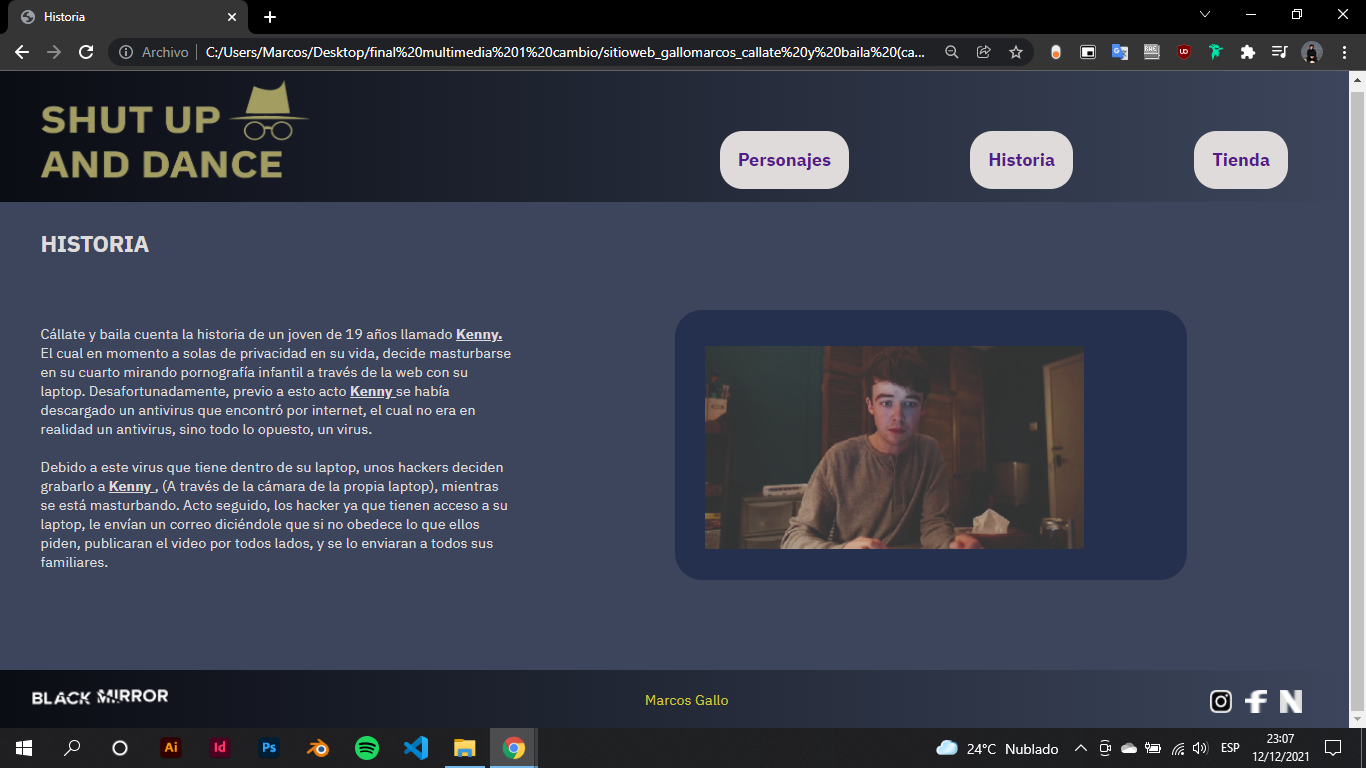 Historia
Archivo
C:/Users/Marcos/Desktop/final%20multimedia%201%20cambio/sitioweb_gallomarcos_callate%20y%20baila%20(ca...
SHUT UP
AND DANCE
Personajes
Historia
Tienda
HISTORIA
Cállate y baila cuenta la historia de un joven de 19 años llamado Kenny.
El cual en momento a solas de privacidad en su vida, decide masturbarse
en su cuarto mirando pornografía infantil a través de la web con su
laptop. Desafortunadamente, previo a esto acto Kenny se había
descargado un antivirus que encontró por internet, el cual no era en
realidad un antivirus, sino todo lo opuesto, un virus.
Debido a este virus que tiene dentro de su laptop, unos hackers deciden
grabarlo a Kenny , (A través de la cámara de la propia laptop), mientras
se está masturbando. Acto seguido, los hacker ya que tienen acceso a su
laptop, le envían un correo diciéndole que si no obedece lo que ellos
piden, publicaran el video por todos lados, y se lo enviaran a todos sus
familiares.
BLACK MIRROR
Marcos Gallo
Ai
Id
Ps
24°C Nublado
ESP
23:07
12/12/2021